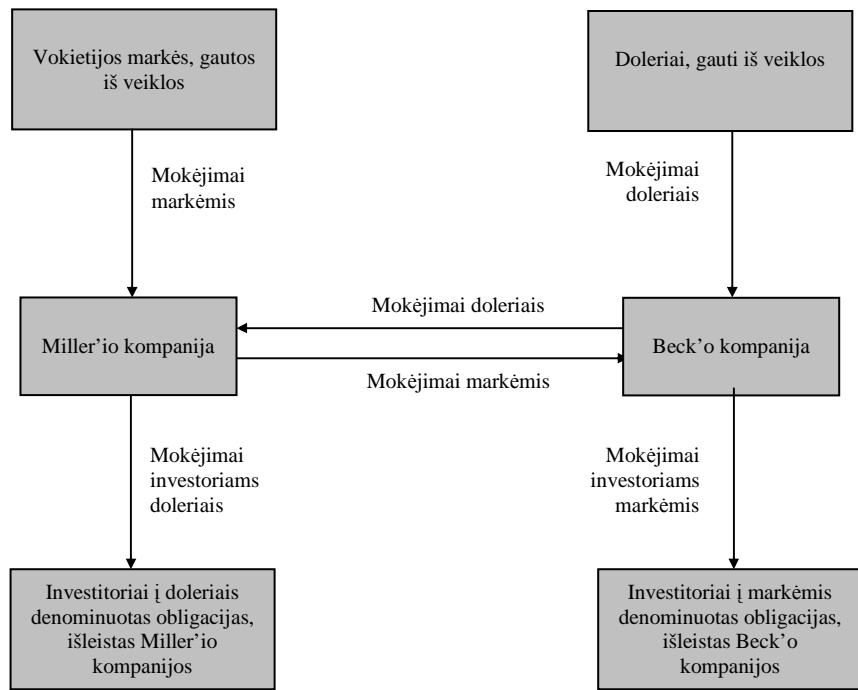 Vokietijos markės, gautos
iš veiklos
Doleriai, gauti iš veiklos
Mokėjimai
markėmis
Mokėjimai
doleriais
Miller’io kompanija
Mokėjimai doleriais
Mokėjimai markėmis
Beck’o kompanija
Mokėjimai
investoriams
doleriais
Mokėjimai
investoriams
markėmis
Investitoriai į doleriais
denominuotas obligacijas,
išleistas Miller’io
kompanijos
Investitoriai į markėmis
denominuotas obligacijas,
išleistas Beck’o
kompanijos